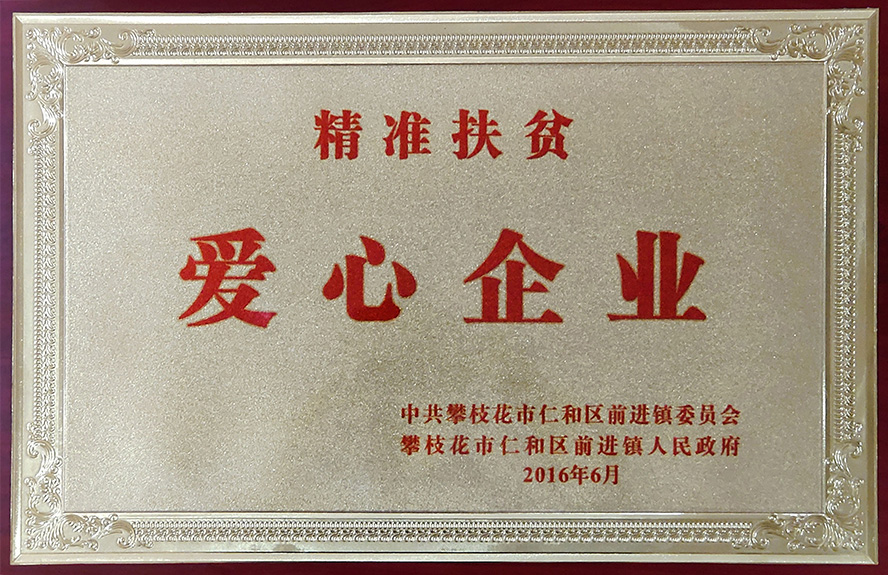 精准扶贫
爱心企业
中共攀枝花市仁和区前进镇委员会
攀枝花市仁和区前进镇人民政府
2016年6月